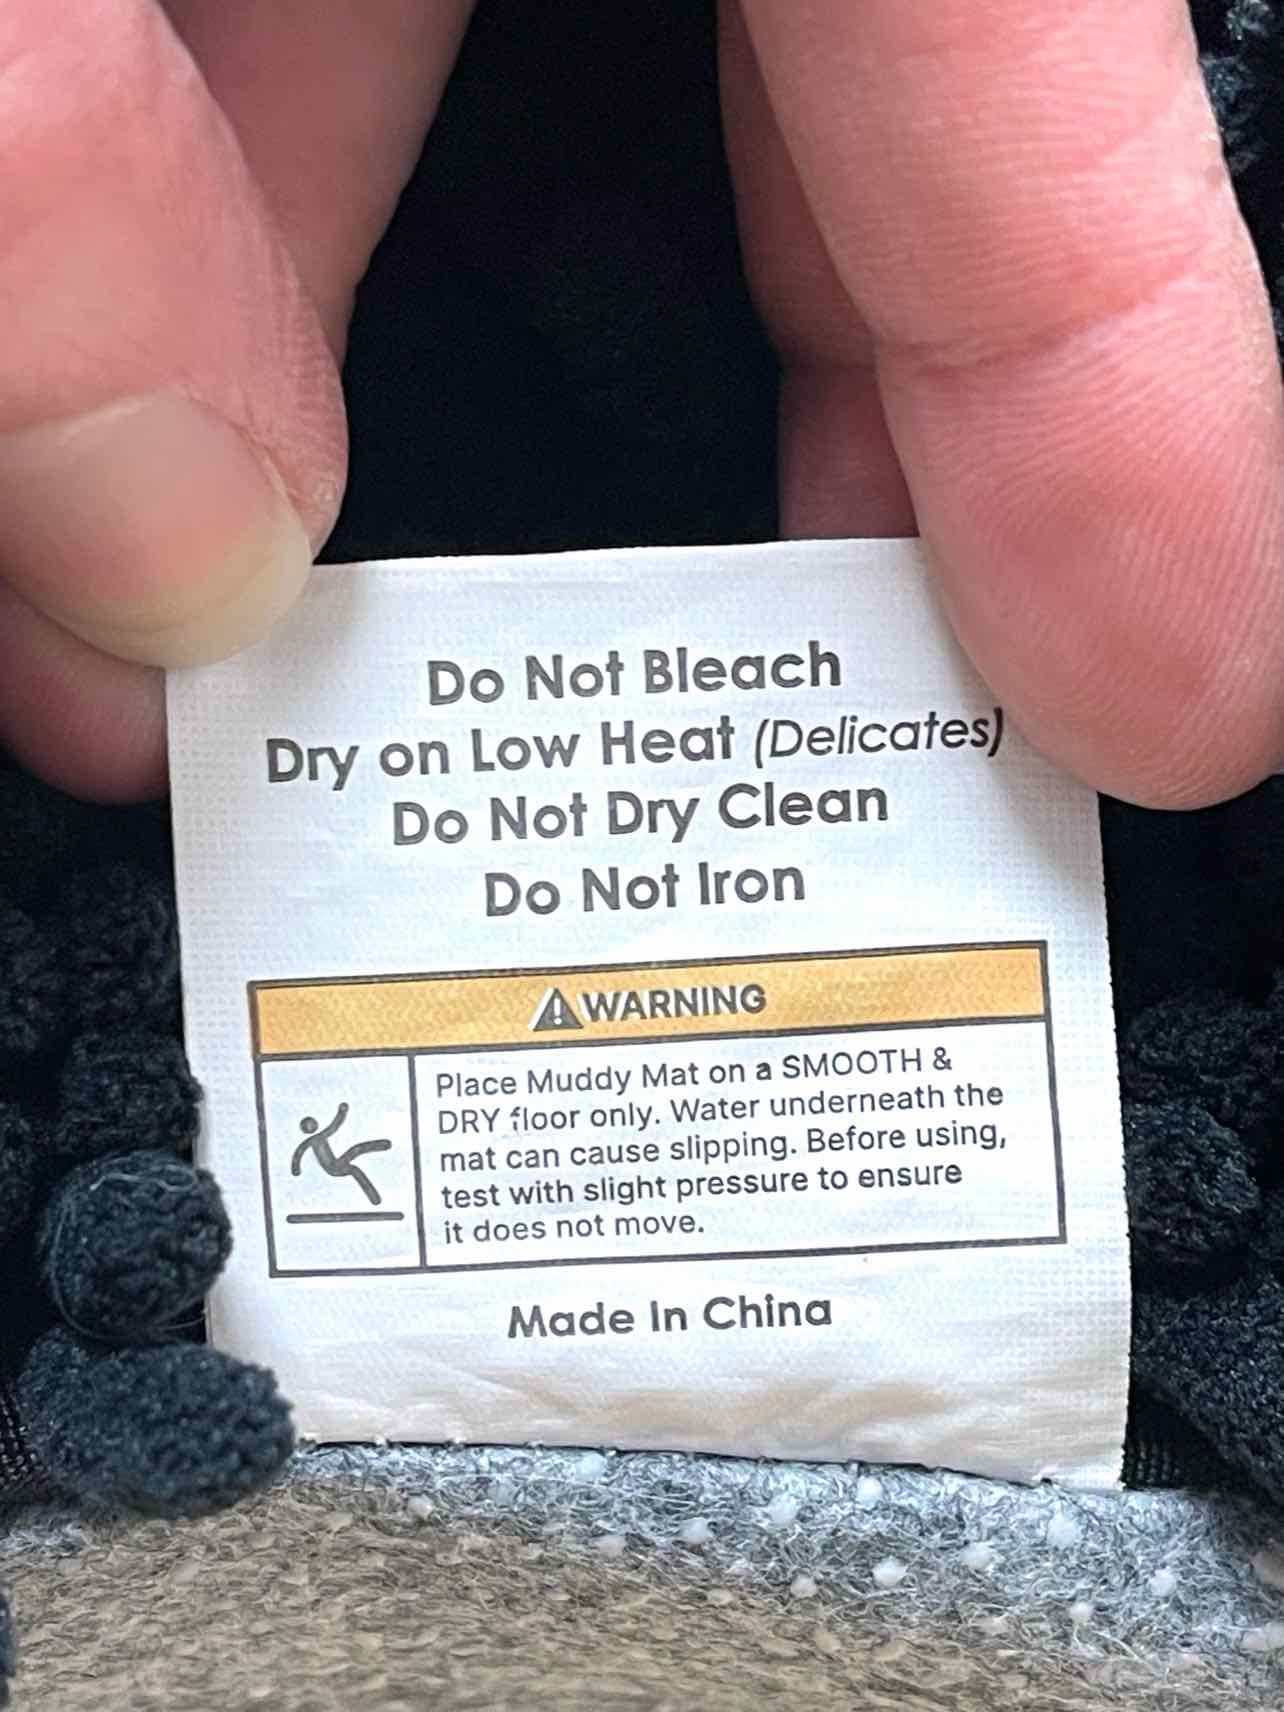 Do Not Bleach
Dry on Low Heat (Delicates)
Do Not Dry Clean
Do Not Iron
WARNING
Place Muddy Mat on a SMOOTH &
DRY floor only. Water underneath the
mat can cause slipping. Before using,
test with slight pressure to ensure
it does not move.
Made In China